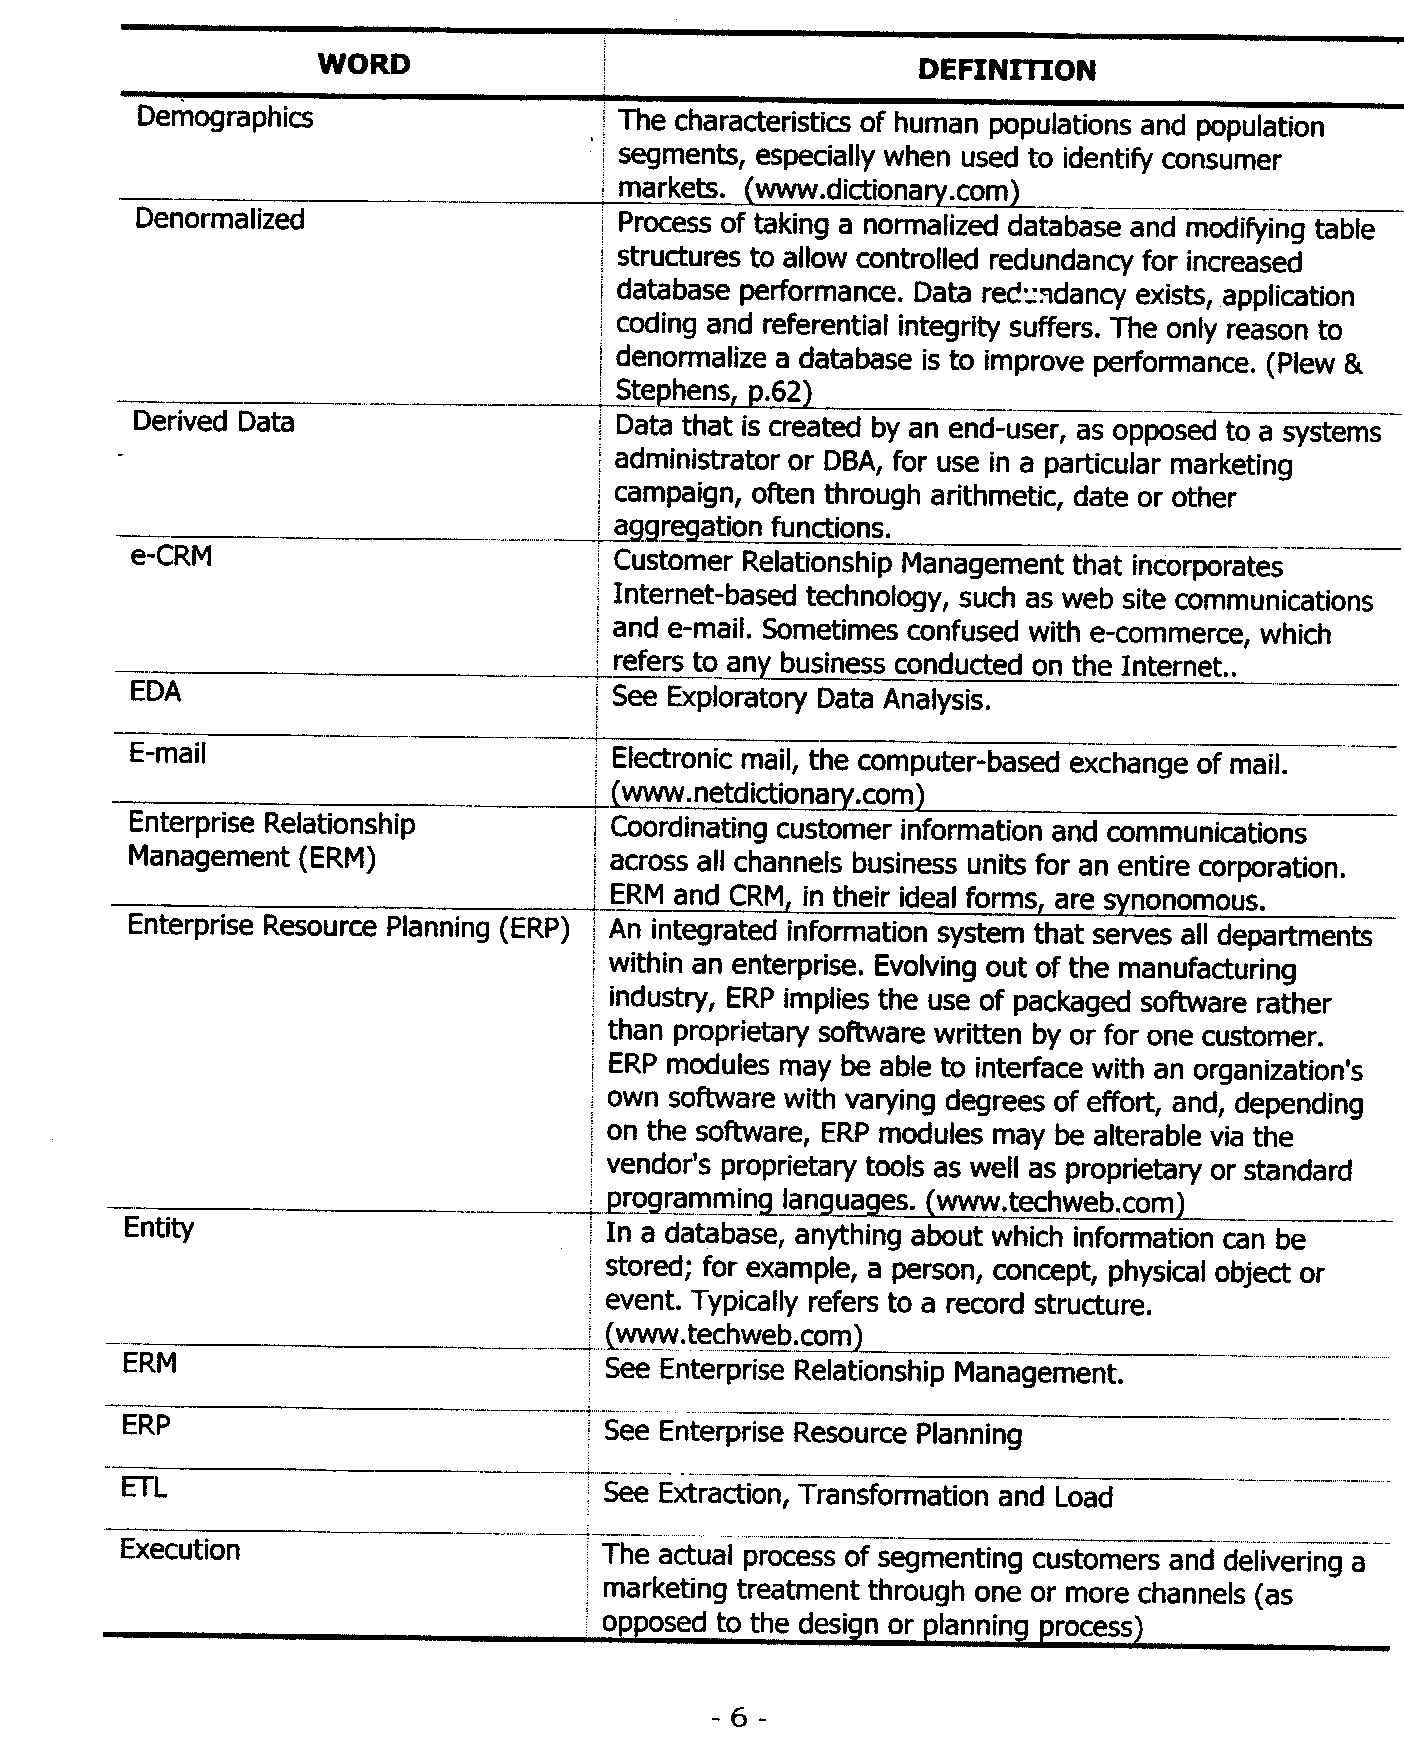 WORD DEFINITION
Demographics The characteristics of human populations and population
segments, especially when used to identify consumer
markets. (www.dictionary.com)
Denormalized Process of taking a normalized database and modifying table
structures to allow controlled redundancy for increased
database performance. Data redundancy exists, application
coding and referential integrity suffers. The only reason to
denormalize a database is to improve performance. (Plew &
Stephens, p.62)
Derived Data Data that is created by an end-user, as opposed to a systems
administrator or DBA, for use in a particular marketing
campaign, often through arithmetic, date or other
aggregation functions.
e-CRM Customer Relationship Management that incorporates
Internet-based technology, such as web site communications
and e-mail. Sometimes confused with e-commerce, which
refers to any business conducted on the Internet..
EDA See Exploratory Data Analysis.
E-mail Electronic mail, the computer-based exchange of mail.
(www.netdictionary.com)
Enterprise Relationship Coordinating customer information and communications
Management (ERM) across all channels business units for an entire corporation.
ERM and CRM, in their ideal forms, are synonomous.
Enterprise Resource Planning (ERP) An integrated information system that serves all departments
within an enterprise. Evolving out of the manufacturing
industry, ERP implies the use of packaged software rather
than proprietary software written by or for one customer.
ERP modules may be able to interface with an organization's
own software with varying degrees of effort, and, depending
on the software, ERP modules may be alterable via the
vendor's proprietary tools as well as proprietary or standard
programming languages. (www.techweb.com)
Entity In a database, anything about which information can be
stored; for example, a person, concept, physical object or
event. Typically refers to a record structure.
(www.techweb.com)
ERM See Enterprise Relationship Management.
ERP See Enterprise Resource Planning
ETL See Extraction, Transformation and Load
Execution The actual process of segmenting customers and delivering a
marketing treatment through one or more channels (as
opposed to the design or planning process)
- 6 -